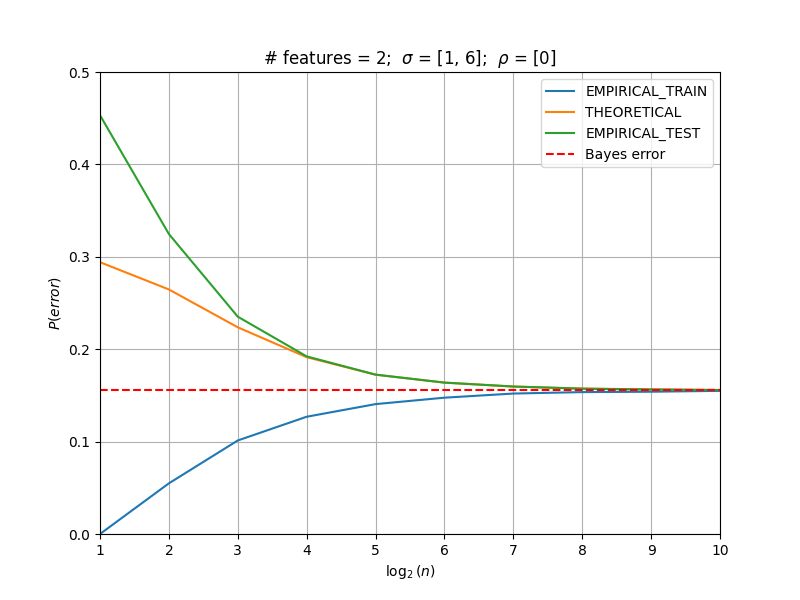 # features = 2; σ = [1, 6]; ρ = [0]
0.5
0.4
0.3
0.2
0.1
0.0
P(error)
EMPIRICAL_TRAIN
THEORETICAL
EMPIRICAL_TEST
Bayes error
1 2 3 4 5 6 7 8 9 10
log₂(n)